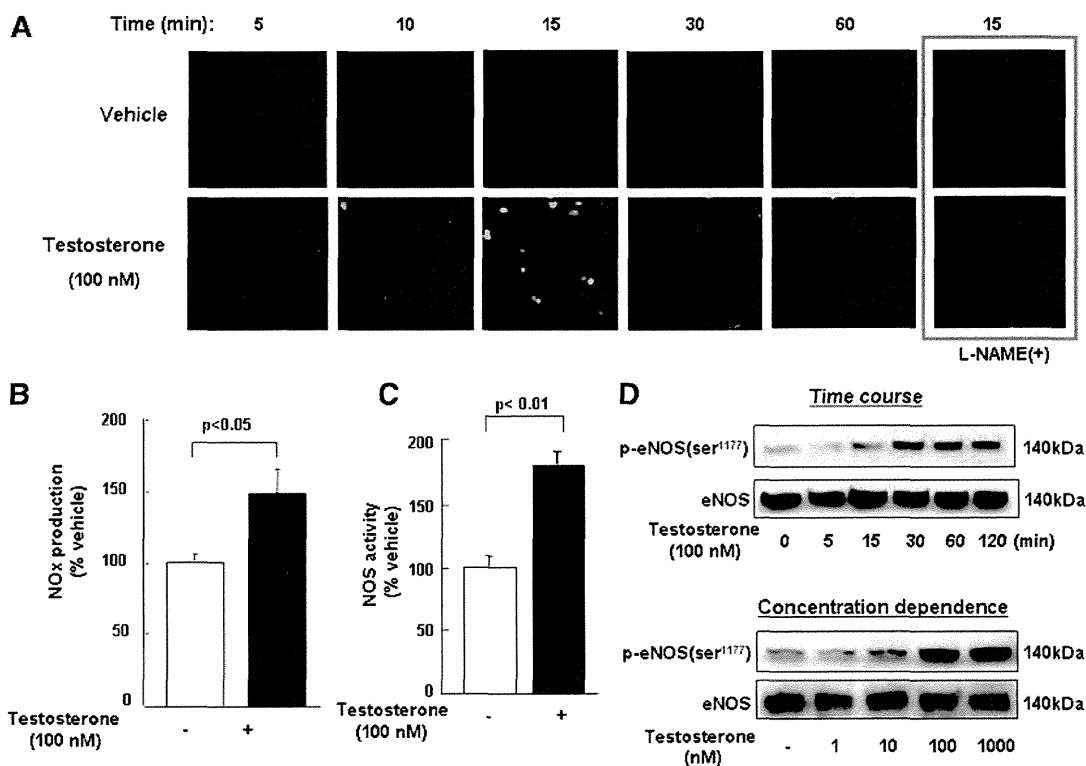 A
Time (min): 5 10 15 30 60 15
Vehicle
Testosterone
(100 nM)
L-NAME(+)
B
NOx production
(% vehicle)
200
150
100
50
0
p<0.05
Testosterone
(100 nM)
- +
C
NOS activity
(% vehicle)
200
150
100
50
0
p< 0.01
Testosterone
(100 nM)
- +
D
Time course
p-eNOS(ser1177) 140kDa
eNOS 140kDa
Testosterone
(100 nM)
0 5 15 30 60 120 (min)
Concentration dependence
p-eNOS(ser1177) 140kDa
eNOS 140kDa
Testosterone
(nM)
- 1 10 100 1000